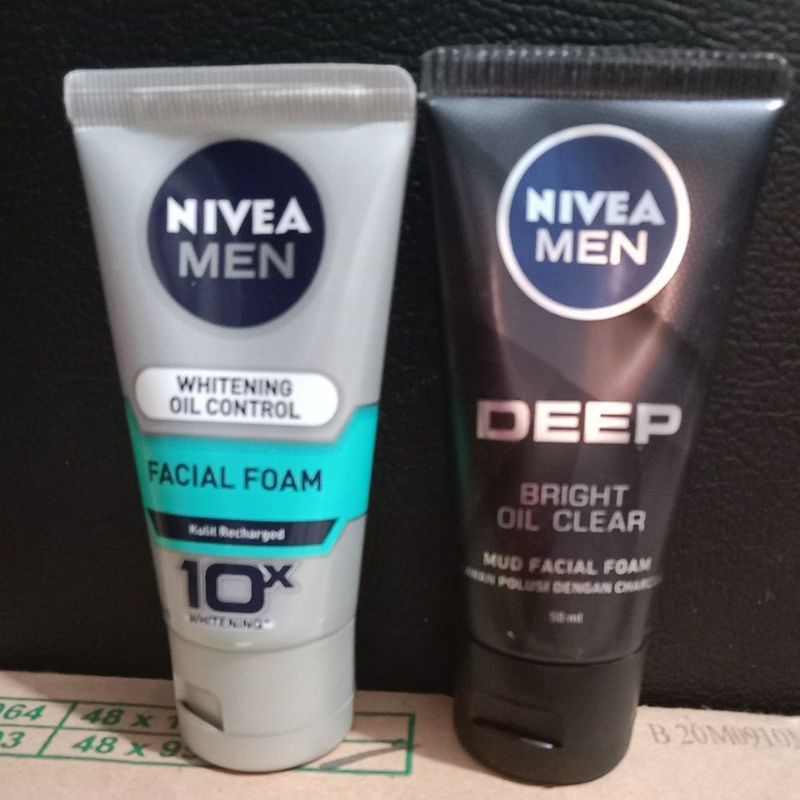 NIVEA
MEN
WHITENING
OIL CONTROL
FACIAL FOAM
Kulit Recharged
10X
WHITENING*
NIVEA
MEN
DEEP
BRIGHT
OIL CLEAR
MUD FACIAL FOAM
POLUSI DENGAN
50 ml
48 x
48 x